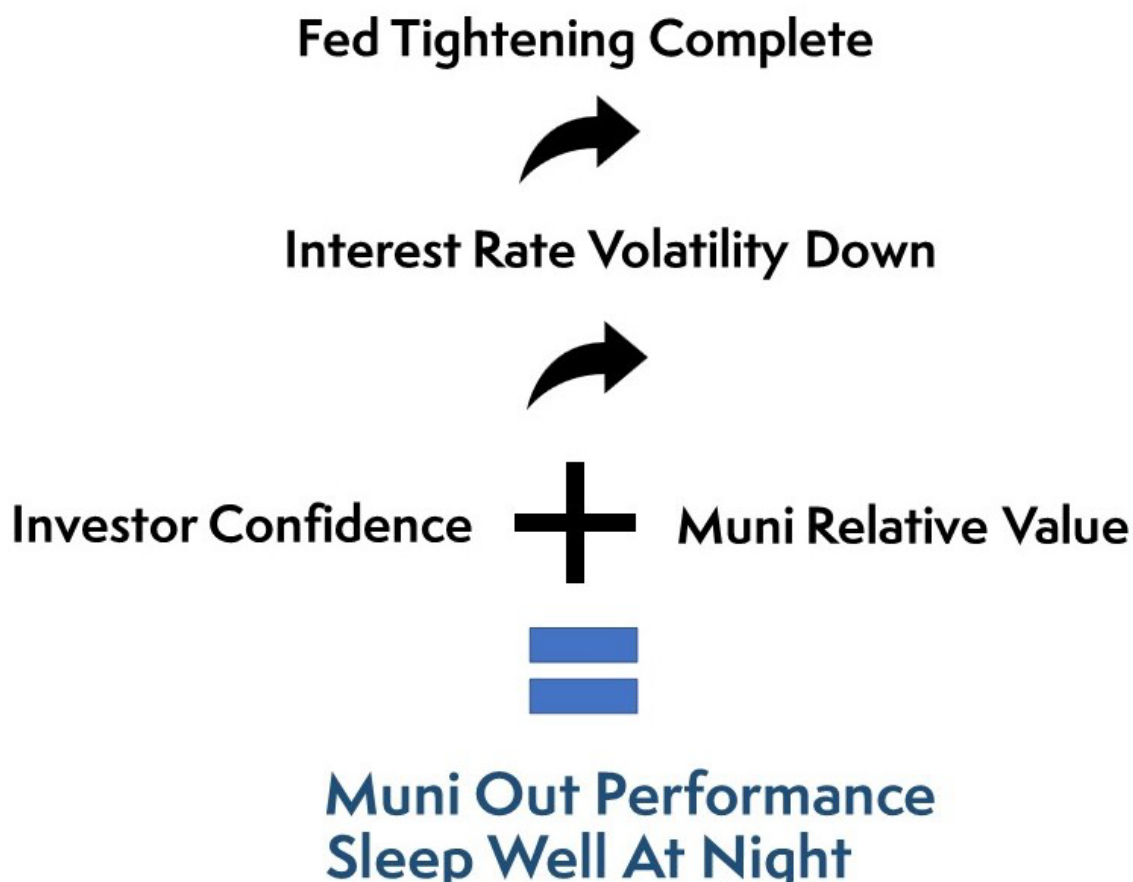 Fed Tightening Complete
Interest Rate Volatility Down
Investor Confidence + Muni Relative Value
=
Muni Out Performance
Sleep Well At Night